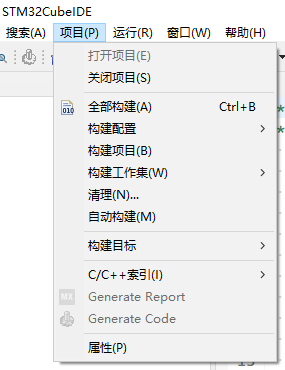 STM32CubeIDE
搜索(A) 项目(P) 运行(R) 窗口(W) 帮助(H)
打开项目(E)
关闭项目(S)
全部构建(A) Ctrl+B
构建配置
构建项目(B)
构建工作集(W)
清理(N)...
自动构建(M)
构建目标
C/C++索引(I)
Generate Report
Generate Code
属性(P)